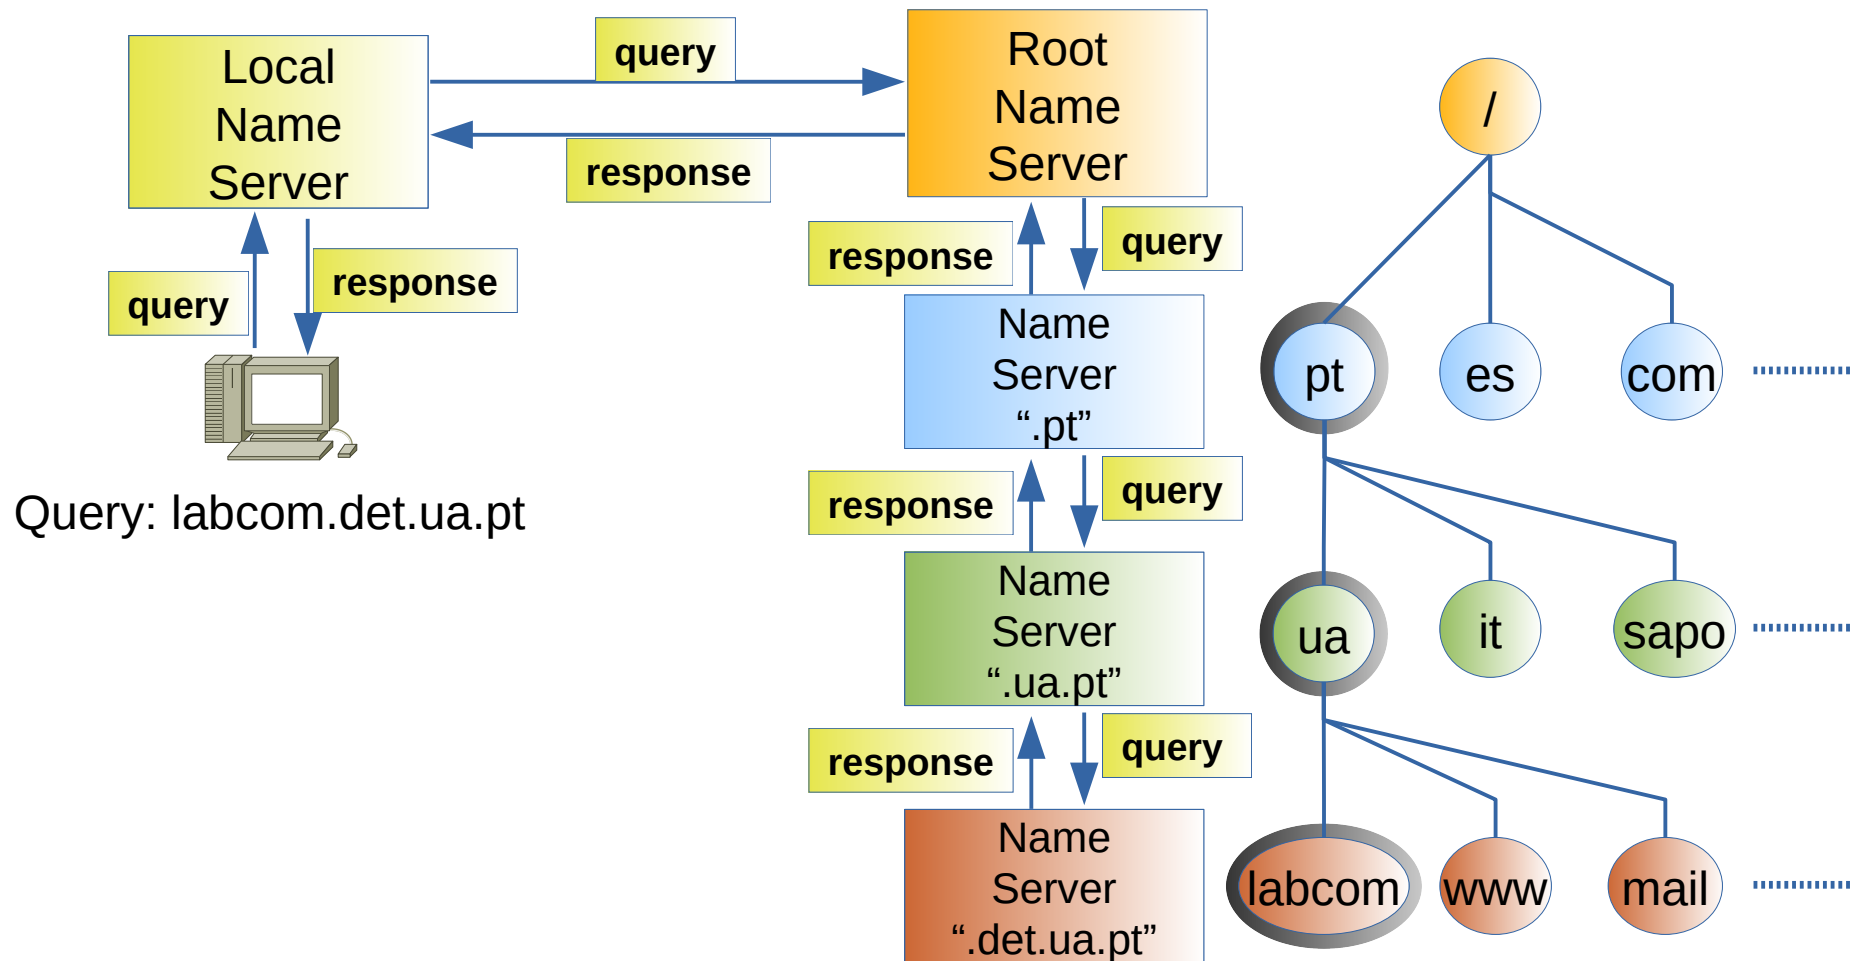 Local
Name
Server
query
response
Root
Name
Server
query
response
Query: labcom.det.ua.pt
response
query
Name
Server
“.pt”
response
query
Name
Server
“.ua.pt”
response
query
Name
Server
“.det.ua.pt”
/
pt
es
com
ua
it
sapo
labcom
www
mail